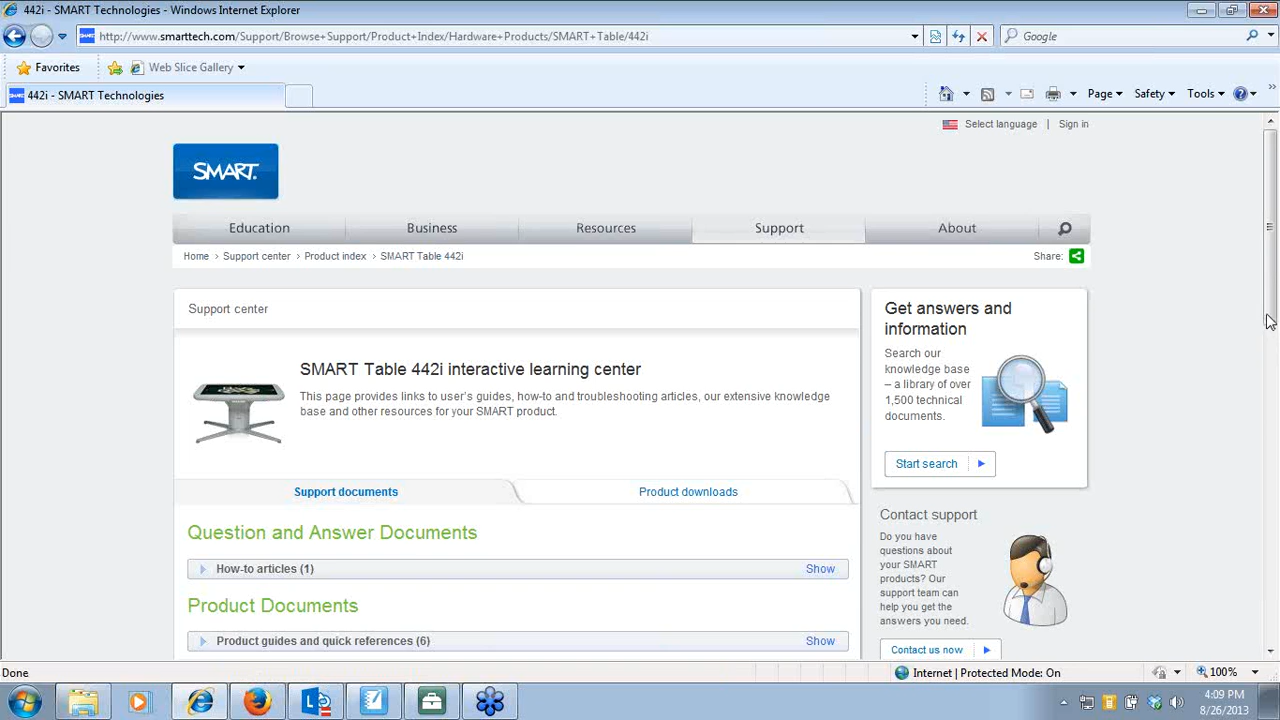 442i - SMART Technologies - Windows Internet Explorer
http://www.smarttech.com/Support/Browse+Support/Product+Index/Hardware+Products/SMART+Table/442i
Google
Favorites
Web Slice Gallery
442i - SMART Technologies
Page
Safety
Tools
Select language | Sign in
SMART
Education
Business
Resources
Support
About
Home > Support center > Product index > SMART Table 442i
Share:
Support center
SMART Table 442i interactive learning center
This page provides links to user's guides, how-to and troubleshooting articles, our extensive knowledge
base and other resources for your SMART product.
Support documents
Product downloads
Question and Answer Documents
How-to articles (1)
Show
Product Documents
Product guides and quick references (6)
Show
Get answers and
information
Search our
knowledge base
– a library of over
1,500 technical
documents.
Start search
Contact support
Do you have
questions about
your SMART
products? Our
support team can
help you get the
answers you need.
Contact us now
Done
Internet | Protected Mode: On
100%
4:09 PM
8/26/2013